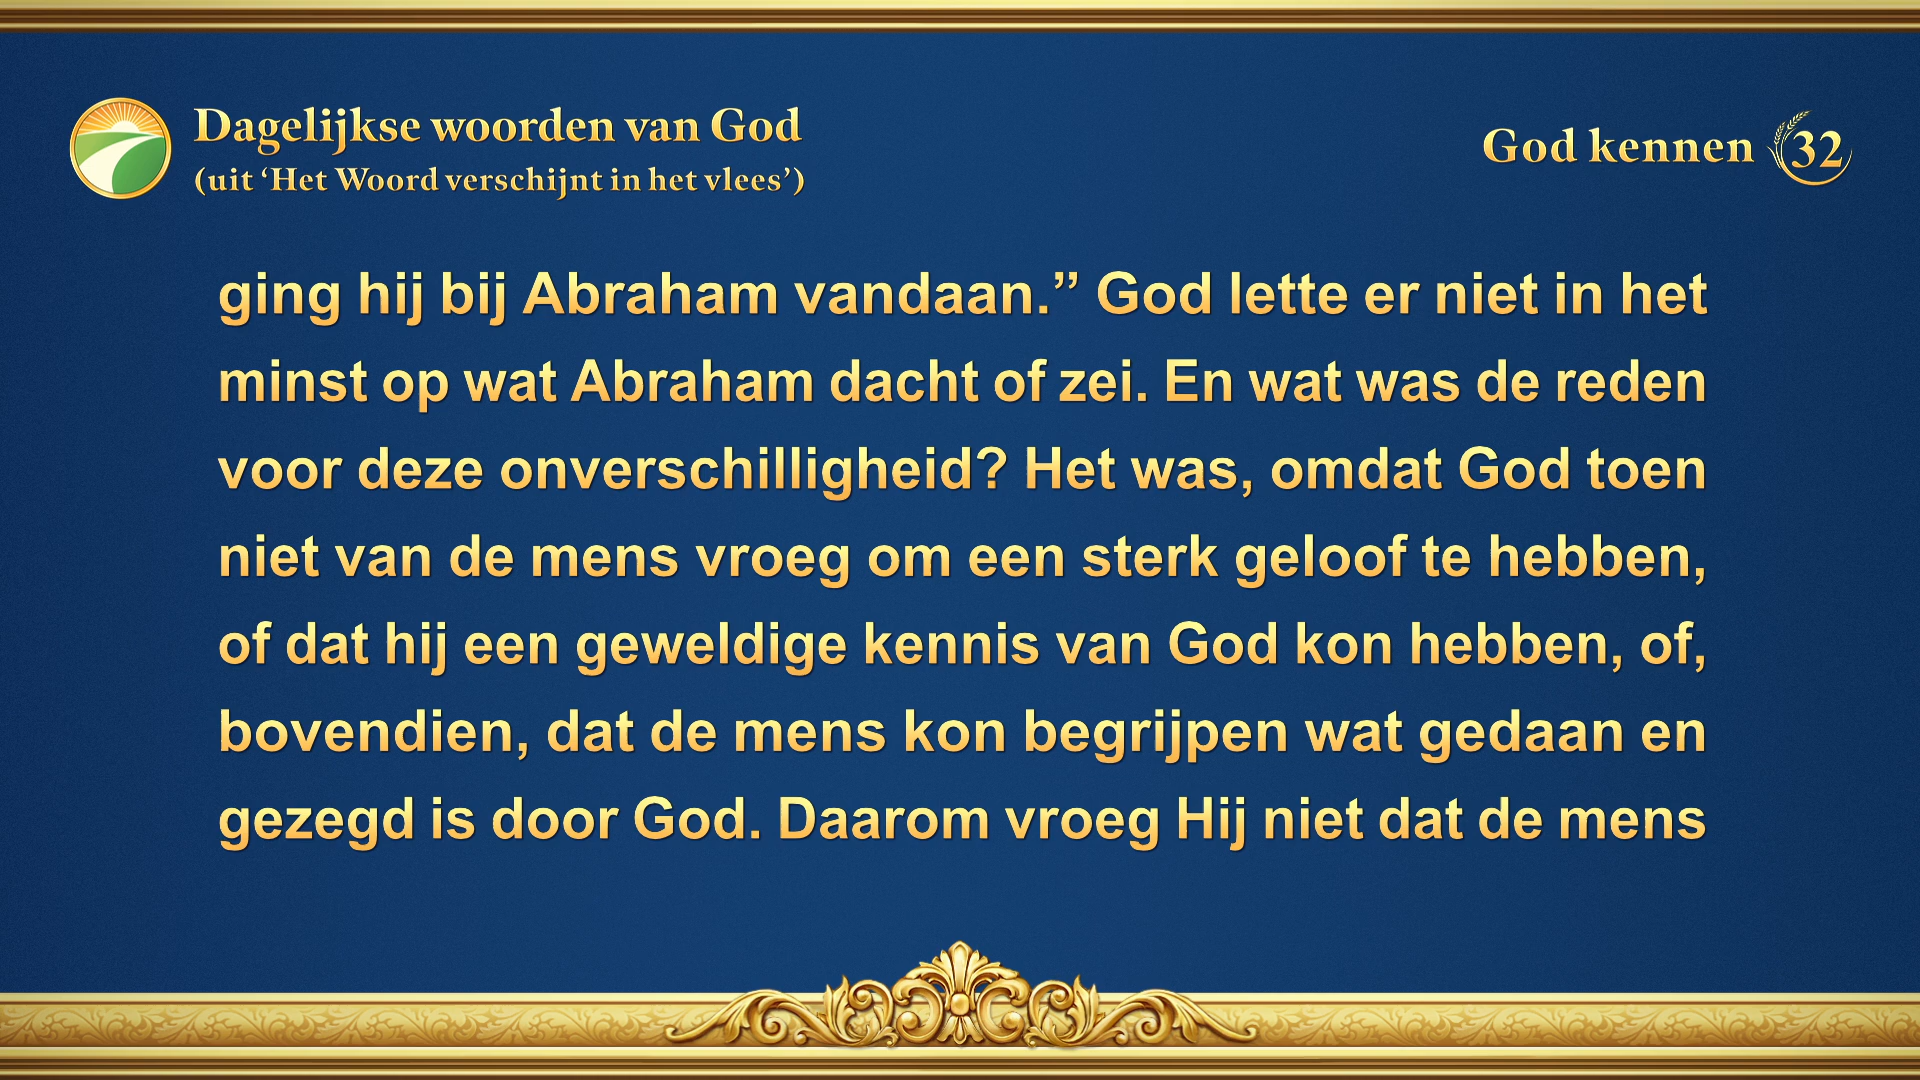 Dagelijkse woorden van God
(uit ‘Het Woord verschijnt in het vlees’)
God kennen 32
ging hij bij Abraham vandaan.” God lette er niet in het
minst op wat Abraham dacht of zei. En wat was de reden
voor deze onverschilligheid? Het was, omdat God toen
niet van de mens vroeg om een sterk geloof te hebben,
of dat hij een geweldige kennis van God kon hebben, of,
bovendien, dat de mens kon begrijpen wat gedaan en
gezegd is door God. Daarom vroeg Hij niet dat de mens